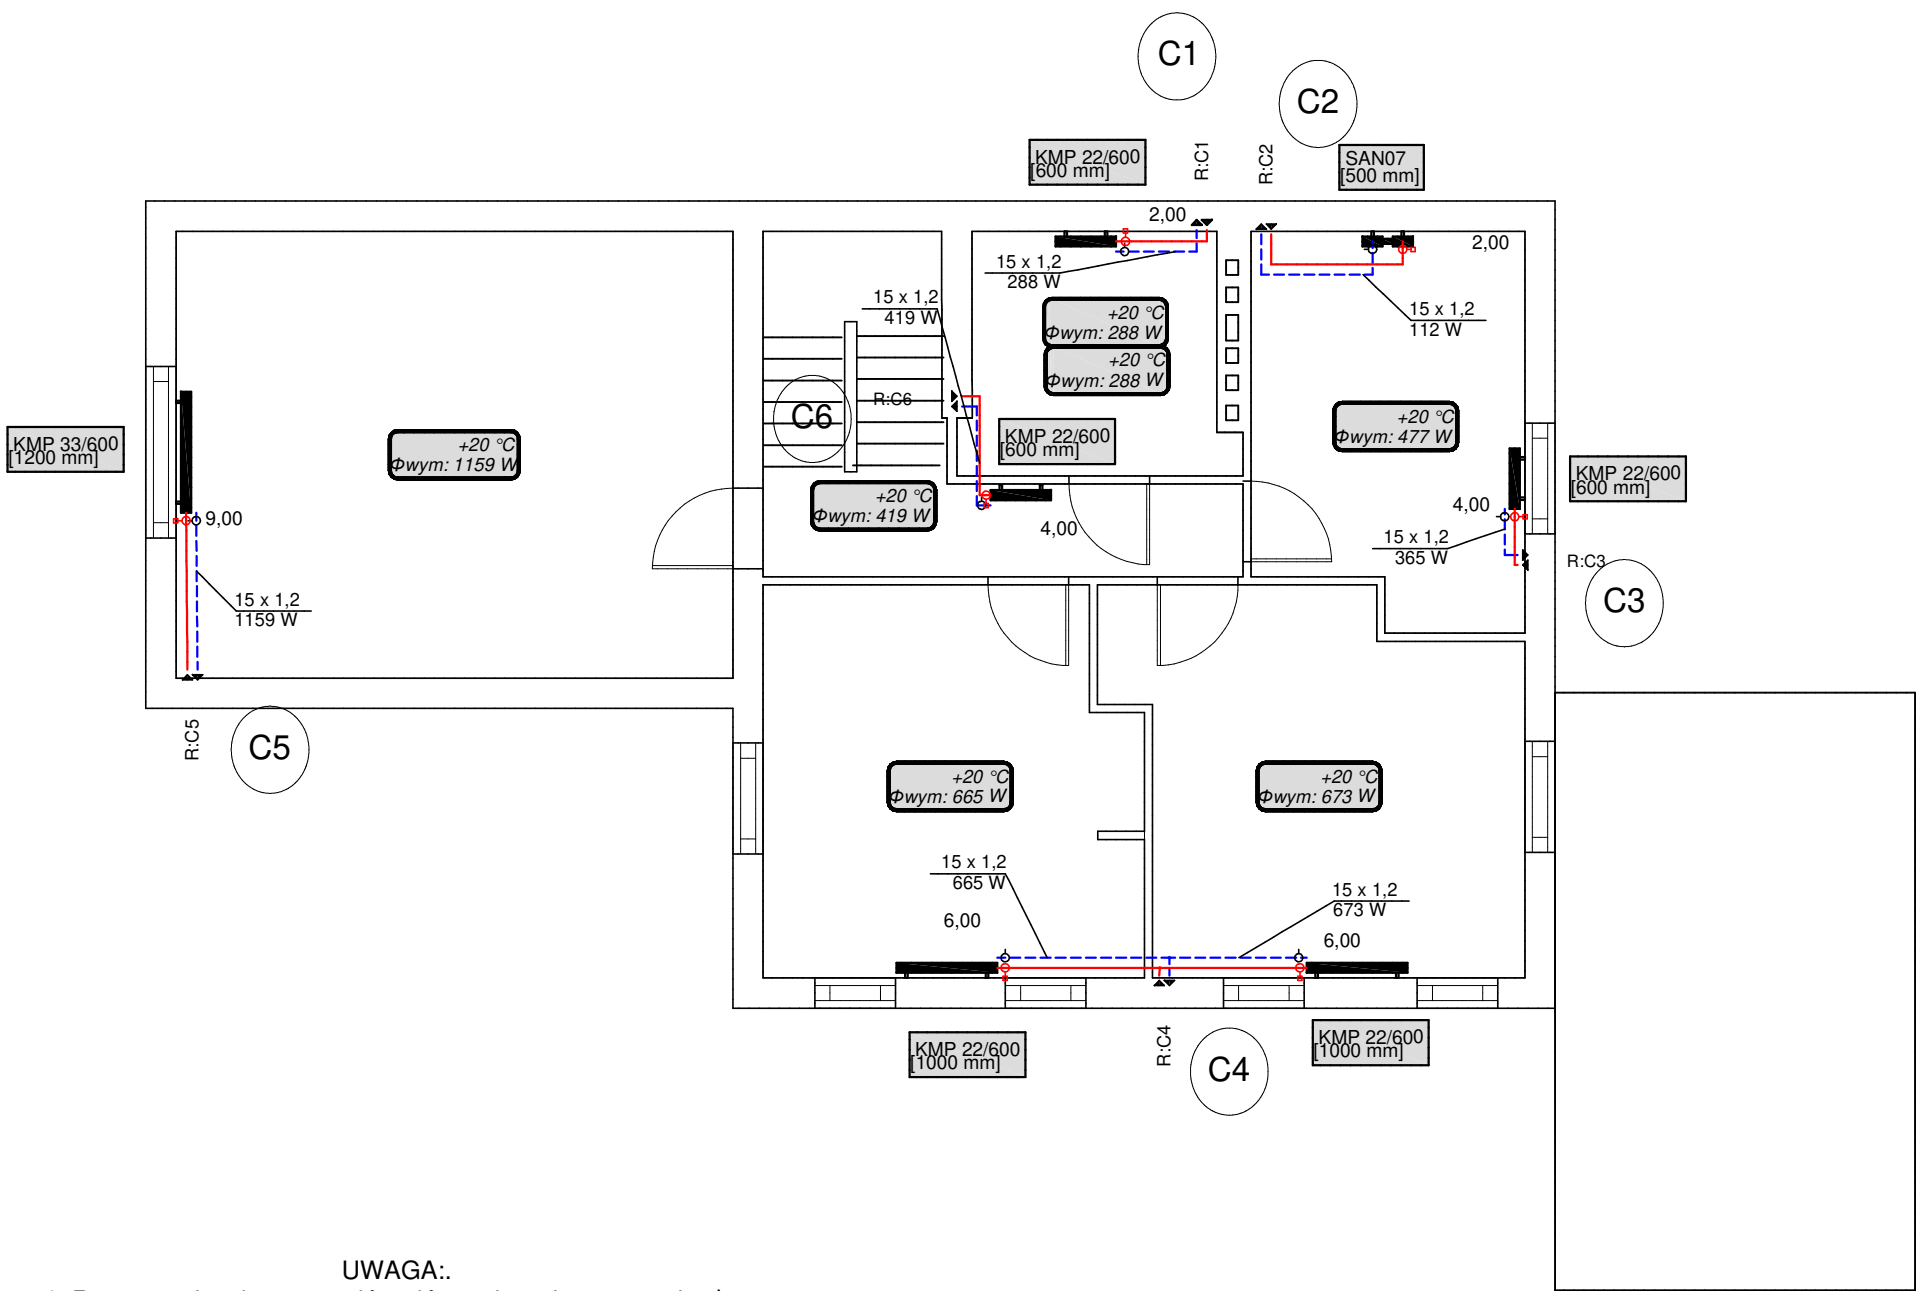 C1
C2
KMP 22/600
[600 mm]
R:C1
R:C2
SAN07
[500 mm]
2,00
2,00
15 x 1,2
288 W
15 x 1,2
419 W
+20 °C
Φwym: 288 W
+20 °C
Φwym: 288 W
15 x 1,2
112 W
C6
R:C6
KMP 33/600
[1200 mm]
+20 °C
Φwym: 1159 W
KMP 22/600
[600 mm]
+20 °C
Φwym: 477 W
KMP 22/600
[600 mm]
9,00
+20 °C
Φwym: 419 W
4,00
4,00
15 x 1,2
365 W
R:C3
C3
15 x 1,2
1159 W
R:C5
C5
+20 °C
Φwym: 665 W
+20 °C
Φwym: 673 W
15 x 1,2
665 W
15 x 1,2
673 W
6,00
6,00
KMP 22/600
[1000 mm]
R:C4
C4
KMP 22/600
[1000 mm]
UWAGA:.